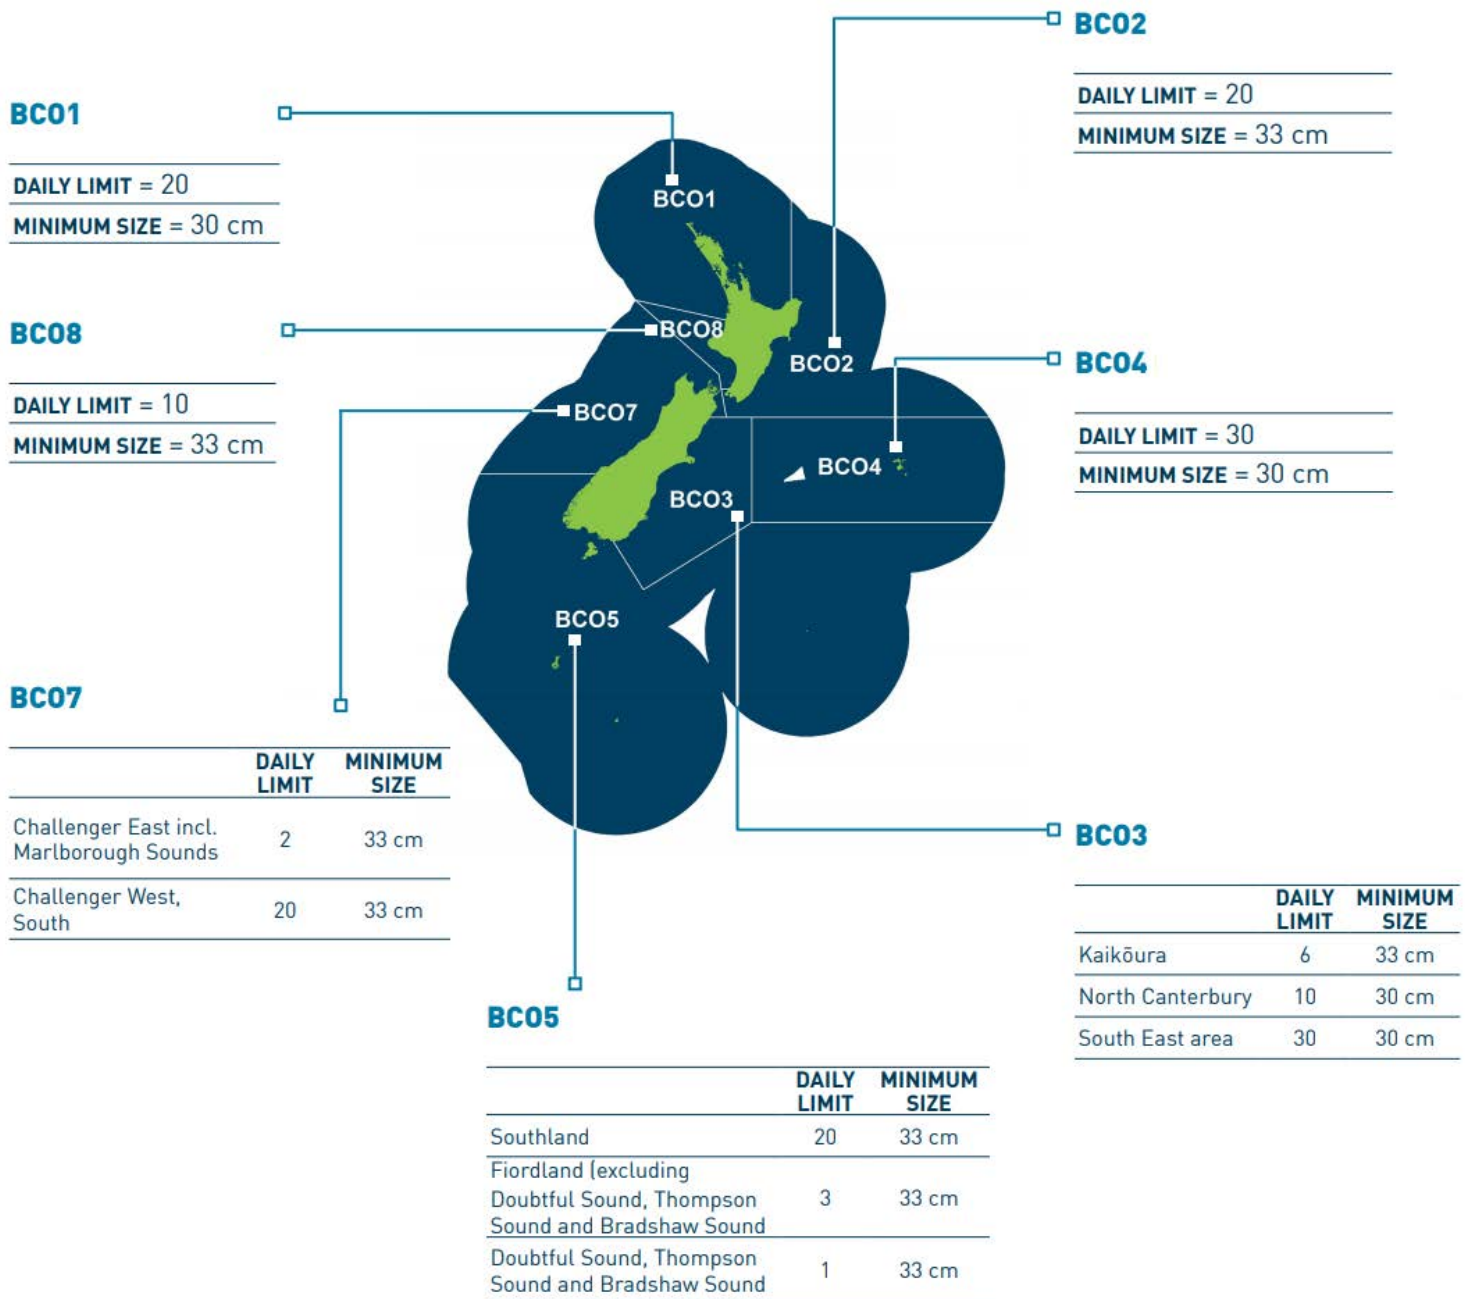 BCO2
DAILY LIMIT = 20
MINIMUM SIZE = 33 cm
BCO1
DAILY LIMIT = 20
MINIMUM SIZE = 30 cm
BCO8
DAILY LIMIT = 10
MINIMUM SIZE = 33 cm
BCO4
DAILY LIMIT = 30
MINIMUM SIZE = 30 cm
BCO1
BCO8
BCO2
BCO7
BCO4
BCO3
BCO5
BCO7
DAILY LIMIT MINIMUM SIZE
Challenger East incl.
Marlborough Sounds 2 33 cm
Challenger West,
South 20 33 cm
BCO3
DAILY LIMIT MINIMUM SIZE
Kaikōura 6 33 cm
North Canterbury 10 30 cm
South East area 30 30 cm
BCO5
DAILY LIMIT MINIMUM SIZE
Southland 20 33 cm
Fiordland (excluding
Doubtful Sound, Thompson 3 33 cm
Sound and Bradshaw Sound
Doubtful Sound, Thompson
Sound and Bradshaw Sound 1 33 cm